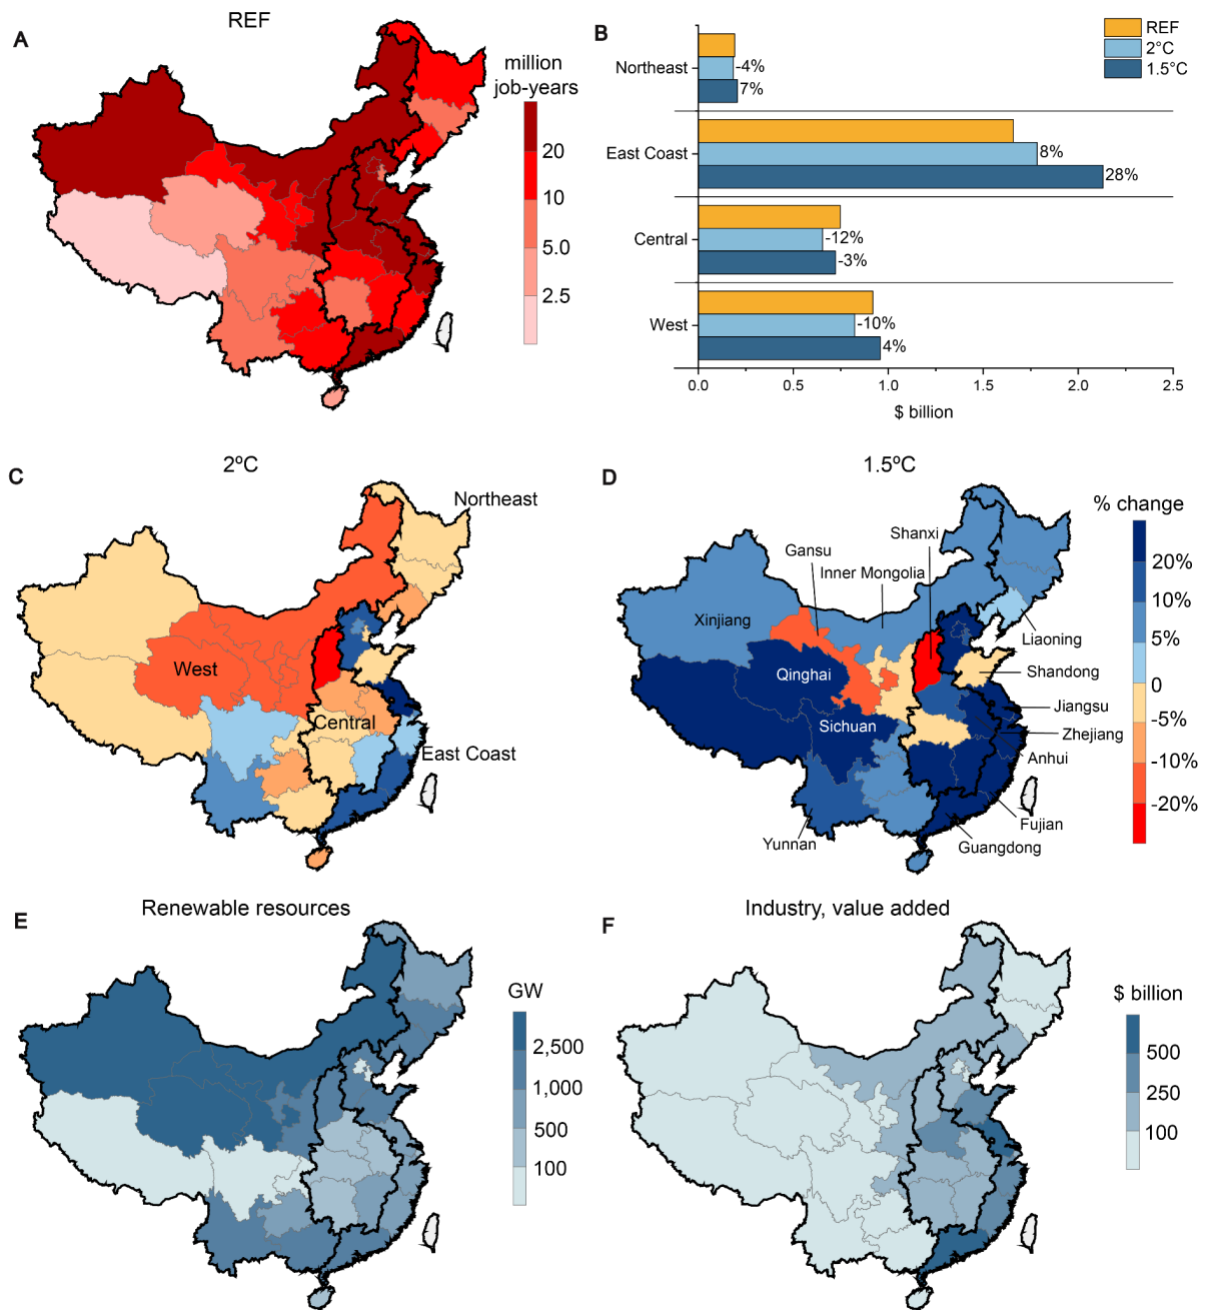 A
REF
million
job-years
20
10
5.0
2.5
B
REF
2°C
1.5°C
Northeast
-4%
7%
East Coast
8%
28%
Central
-12%
-3%
West
-10%
4%
0.0 0.5 1.0 1.5 2.0 2.5
$ billion
C
2ºC
Northeast
West
Central
East Coast
D
1.5ºC
% change
20%
10%
5%
0
-5%
-10%
-20%
Shanxi
Gansu
Inner Mongolia
Xinjiang
Liaoning
Qinghai
Shandong
Jiangsu
Sichuan
Zhejiang
Anhui
Fujian
Yunnan
Guangdong
E
Renewable resources
GW
2,500
1,000
500
100
F
Industry, value added
$ billion
500
250
100